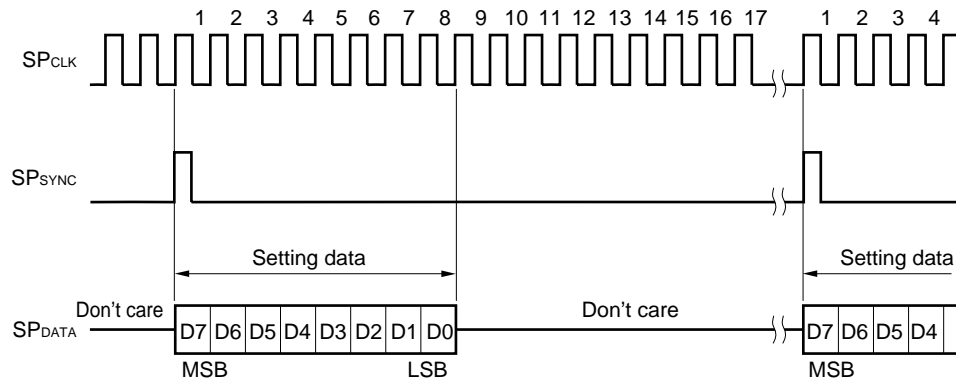 1 2 3 4 5 6 7 8 9 10 11 12 13 14 15 16 17 1 2 3 4
SPCLK
SPSYNC
Setting data Setting data
Don't care Don't care
SPDATA D7 D6 D5 D4 D3 D2 D1 D0 D7 D6 D5 D4
MSB LSB MSB